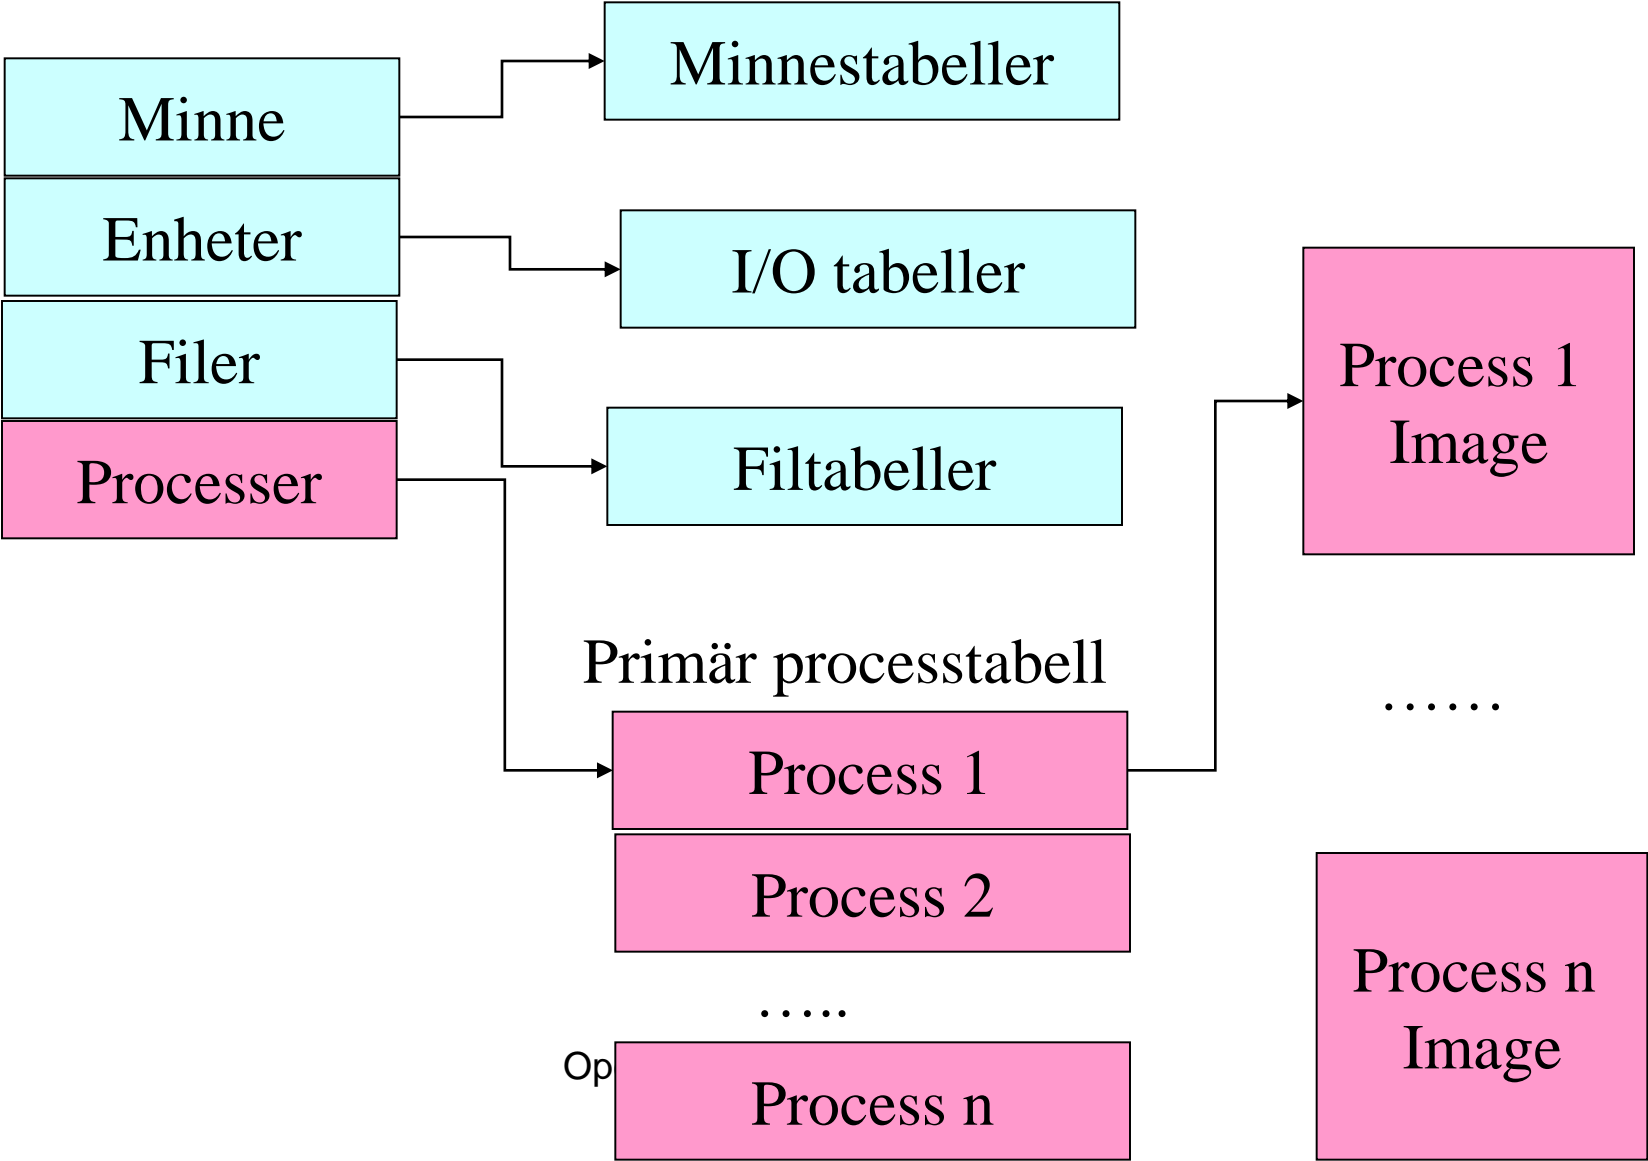 Minne
Enheter
Filer
Processer
Minnestabeller
I/O tabeller
Filtabeller
Primär processtabell
Process 1
Process 2
…..
Op
Process n
Process 1
Image
……
Process n
Image